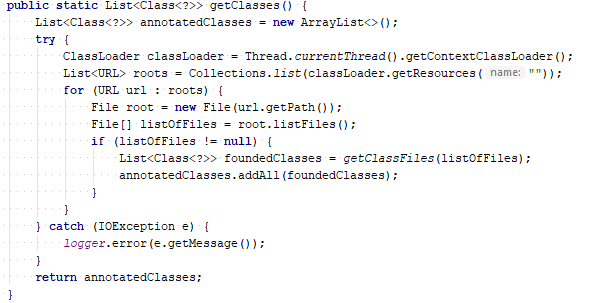 public static List<Class<?>> getClasses() {
    List<Class<?>> annotatedClasses = new ArrayList<>();
    try {
        ClassLoader classLoader = Thread.currentThread().getContextClassLoader();
        List<URL> roots = Collections.list(classLoader.getResources( name: ""));
        for (URL url : roots) {
            File root = new File(url.getPath());
            File[] listOfFiles = root.listFiles();
            if (listOfFiles != null) {
                List<Class<?>> foundedClasses = getClassFiles(listOfFiles);
                annotatedClasses.addAll(foundedClasses);
            }
        }
    } catch (IOException e) {
        logger.error(e.getMessage());
    }
    return annotatedClasses;
}